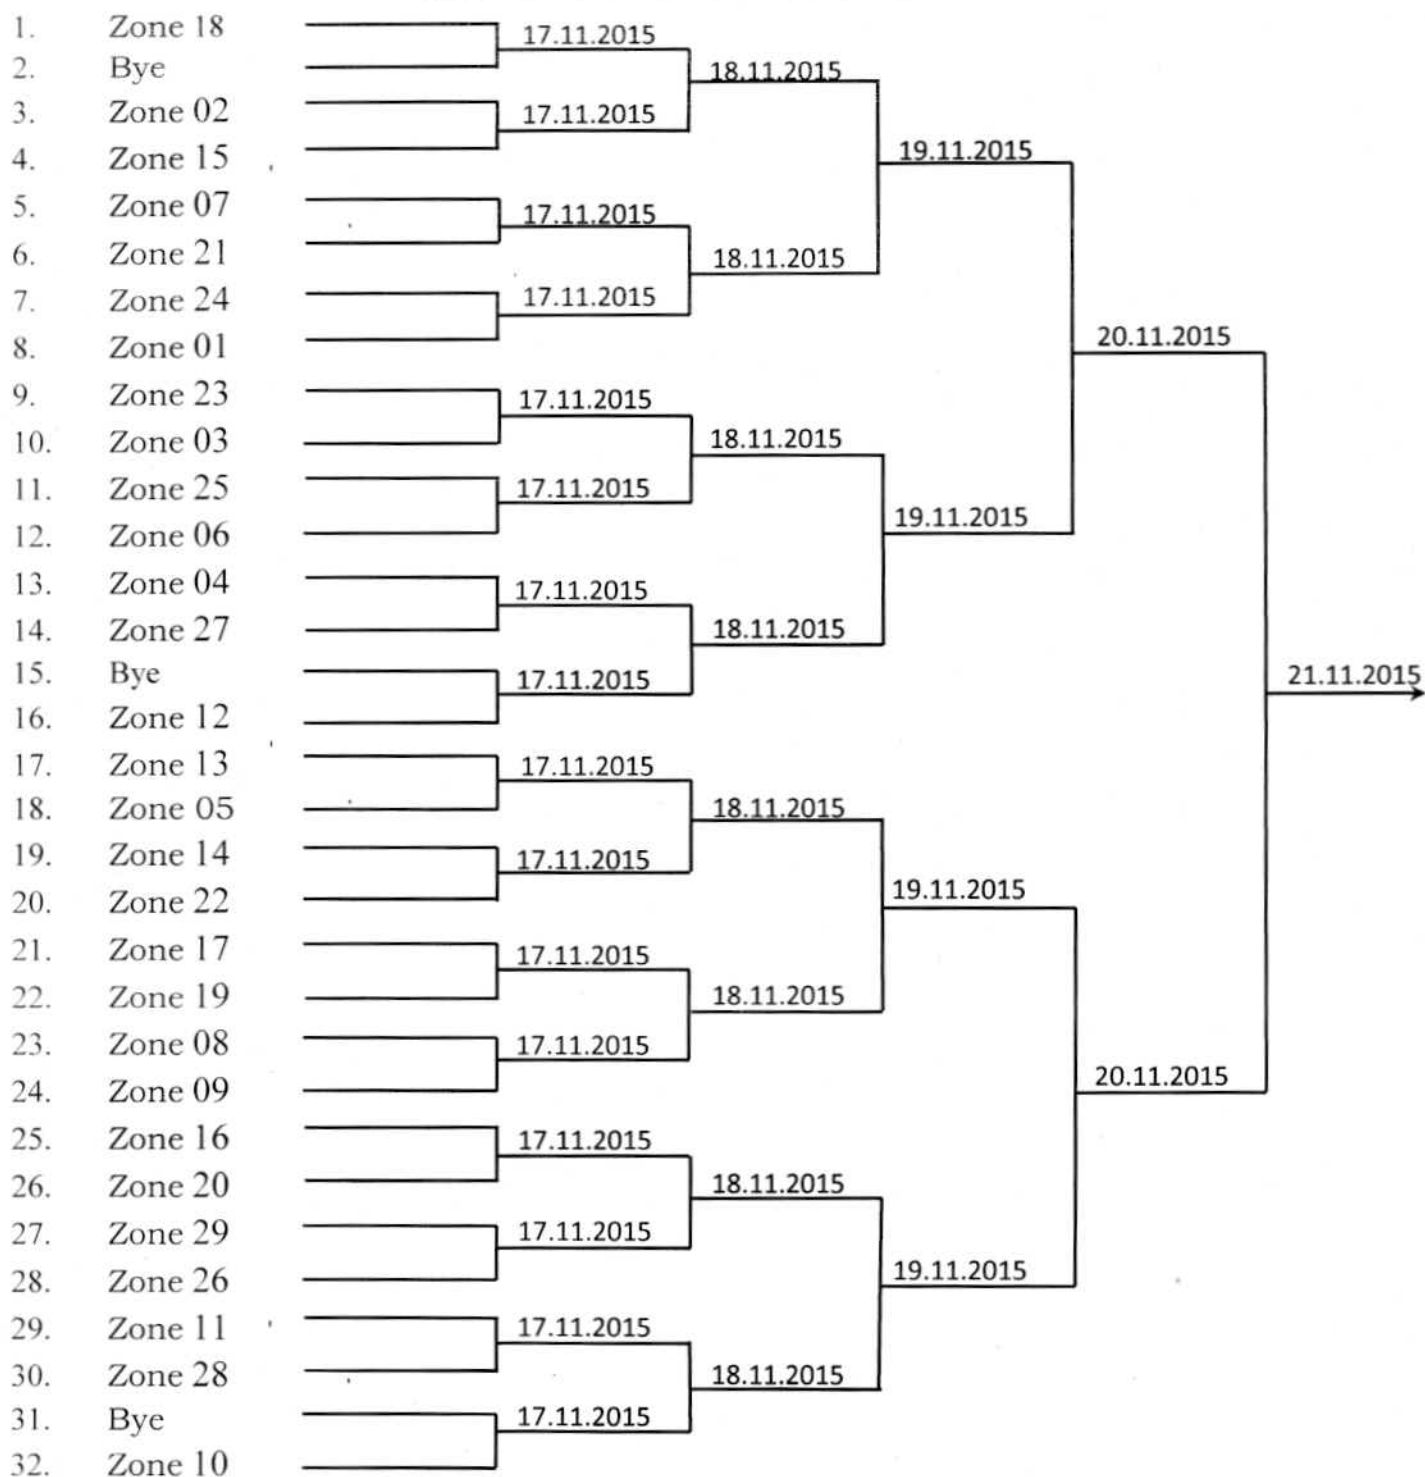 1. Zone 18
17.11.2015
2. Bye
18.11.2015
3. Zone 02
17.11.2015
4. Zone 15
19.11.2015
5. Zone 07
17.11.2015
6. Zone 21
18.11.2015
7. Zone 24
17.11.2015
8. Zone 01
20.11.2015
9. Zone 23
17.11.2015
10. Zone 03
18.11.2015
11. Zone 25
17.11.2015
12. Zone 06
19.11.2015
13. Zone 04
17.11.2015
14. Zone 27
18.11.2015
15. Bye
17.11.2015
21.11.2015
16. Zone 12
17. Zone 13
17.11.2015
18. Zone 05
18.11.2015
19. Zone 14
17.11.2015
20. Zone 22
19.11.2015
21. Zone 17
17.11.2015
22. Zone 19
18.11.2015
23. Zone 08
17.11.2015
24. Zone 09
20.11.2015
25. Zone 16
17.11.2015
26. Zone 20
18.11.2015
27. Zone 29
17.11.2015
28. Zone 26
19.11.2015
29. Zone 11
17.11.2015
30. Zone 28
18.11.2015
31. Bye
17.11.2015
32. Zone 10